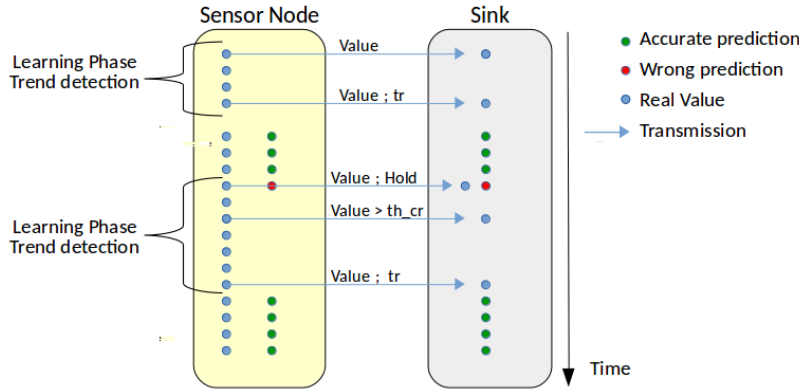 Sensor Node
Sink
Learning Phase
Trend detection
Value
Value ; tr
Value ; Hold
Learning Phase
Trend detection
Value > th_cr
Value ; tr
Accurate prediction
Wrong prediction
Real Value
Transmission
Time